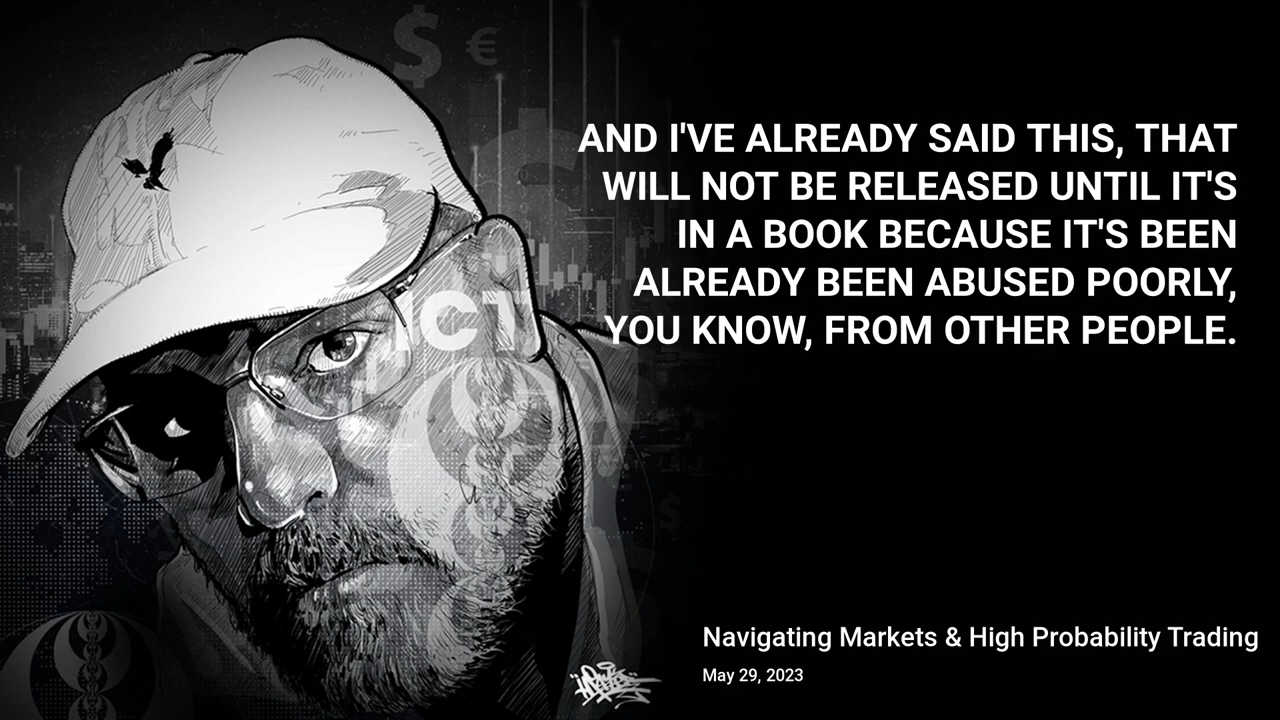 AND I'VE ALREADY SAID THIS, THAT
WILL NOT BE RELEASED UNTIL IT'S
IN A BOOK BECAUSE IT'S BEEN
ALREADY BEEN ABUSED POORLY,
YOU KNOW, FROM OTHER PEOPLE.
ICT
$
€
Navigating Markets & High Probability Trading
May 29, 2023